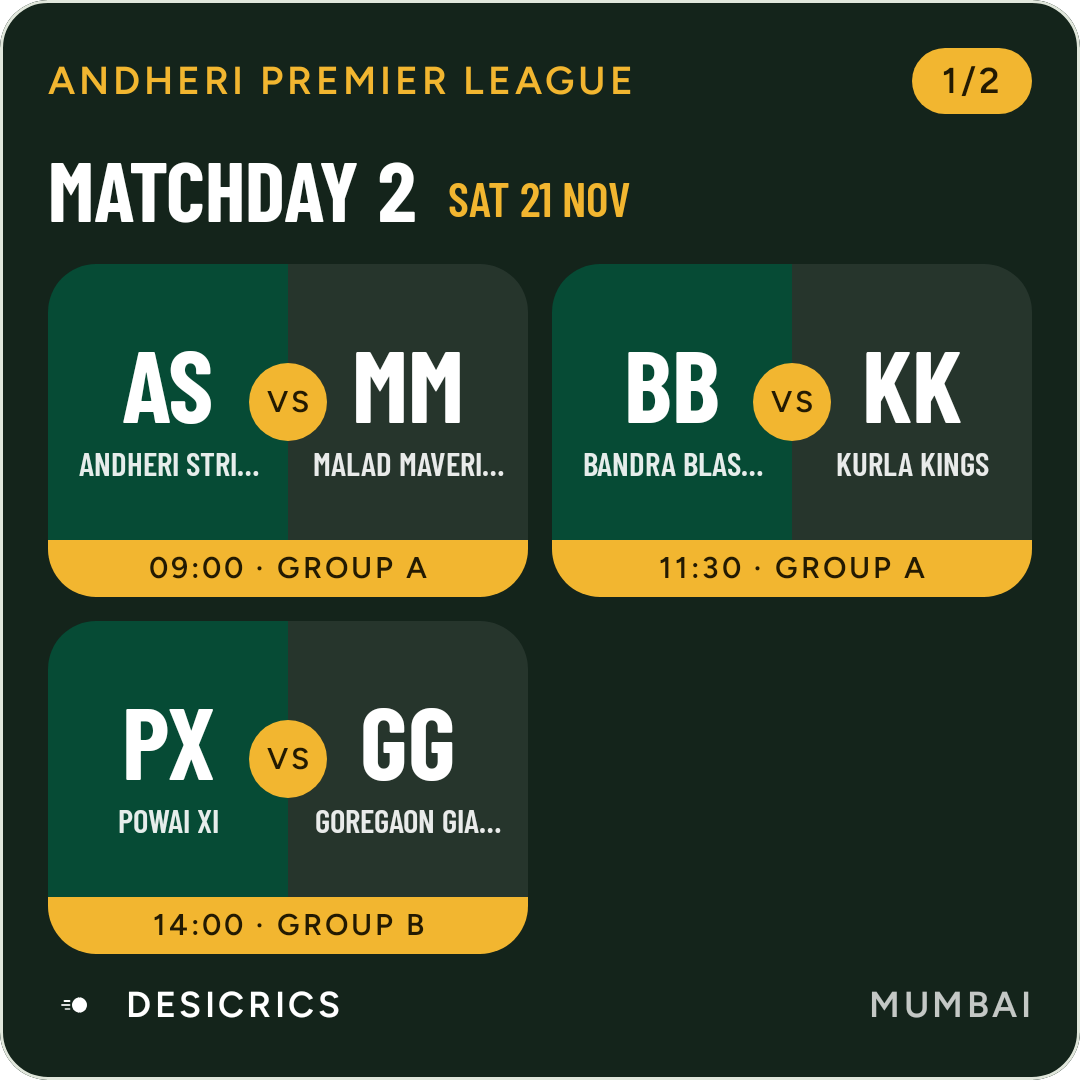 ANDHERI PREMIER LEAGUE
1/2
MATCHDAY 2 SAT 21 NOV
AS VS MM
ANDHERI STRI... MALAD MAVERI...
09:00 · GROUP A
BB VS KK
BANDRA BLAS... KURLA KINGS
11:30 · GROUP A
PX VS GG
POWAI XI GOREGAON GIA...
14:00 · GROUP B
DESICRICS
MUMBAI